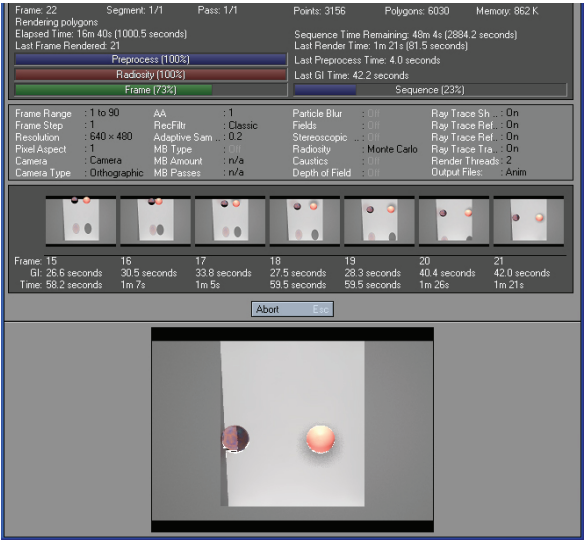 Frame: 22 Segment: 1/1 Pass: 1/1 Points: 3156 Polygons: 6030 Memory: 862 K
Rendering polygons
Elapsed Time: 16m 40s (1000.5 seconds) Sequence Time Remaining: 48m 4s (2884.2 seconds)
Last Frame Rendered: 21 Last Render Time: 1m 21s (81.5 seconds)
Preprocess (100%) Last Preprocess Time: 4.0 seconds
Radiosity (100%) Last GI Time: 42.2 seconds
Frame (73%) Sequence (23%)
Frame Range : 1 to 90 AA : 1 Particle Blur : Off Ray Trace Sh ..: On
Frame Step : 1 RecFiltr : Classic Fields : Off Ray Trace Ref ..: On
Resolution : 640 × 480 Adaptive Sam ..: 0.2 Stereoscopic ..: Off Ray Trace Ref ..: On
Pixel Aspect : 1 MB Type : Off Radiosity : Monte Carlo Ray Trace Tra ..: On
Camera : Camera MB Amount : n/a Caustics : Off Render Threads: 2
Camera Type : Orthographic MB Passes : n/a Depth of Field : Off Output Files: : Anim
Frame: 15 16 17 18 19 20 21
GI: 26.6 seconds 30.5 seconds 33.8 seconds 27.5 seconds 28.3 seconds 40.4 seconds 42.0 seconds
Time: 58.2 seconds 1m 7s 1m 5s 59.5 seconds 59.5 seconds 1m 26s 1m 21s
Abort Esc